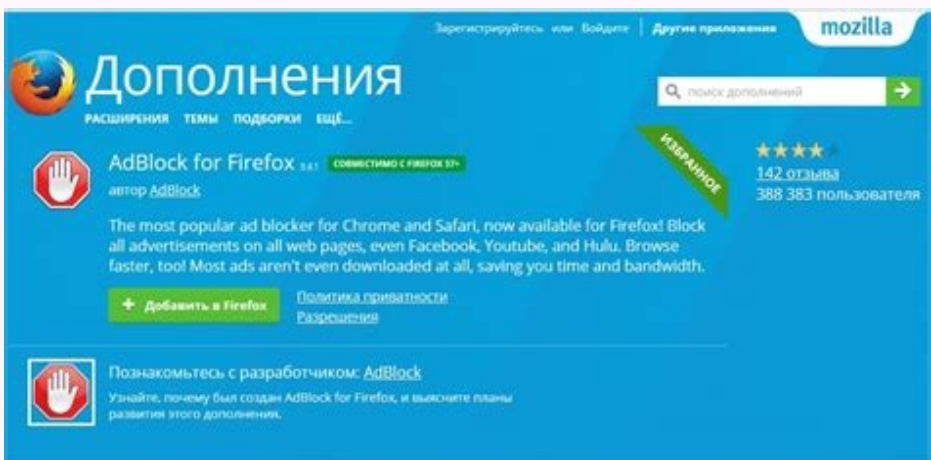 Зарегистрируйтесь или Войдите | Другие приложения
mozilla
Дополнения
поиск дополнений
РАСШИРЕНИЯ ТЕМЫ ПОДБОРКИ ЕЩЁ...
AdBlock for Firefox 3.4.1 СОВМЕСТИМО С FIREFOX 57+
автор AdBlock
ИЗБРАННОЕ
142 отзыва
388 383 пользователя
The most popular ad blocker for Chrome and Safari, now available for Firefox! Block
all advertisements on all web pages, even Facebook, Youtube, and Hulu. Browse
faster, too! Most ads aren't even downloaded at all, saving you time and bandwidth.
+ Добавить в Firefox
Политика приватности
Разрешения
Познакомьтесь с разработчиком: AdBlock
Узнайте, почему был создан AdBlock for Firefox, и выясните планы
развития этого дополнения.